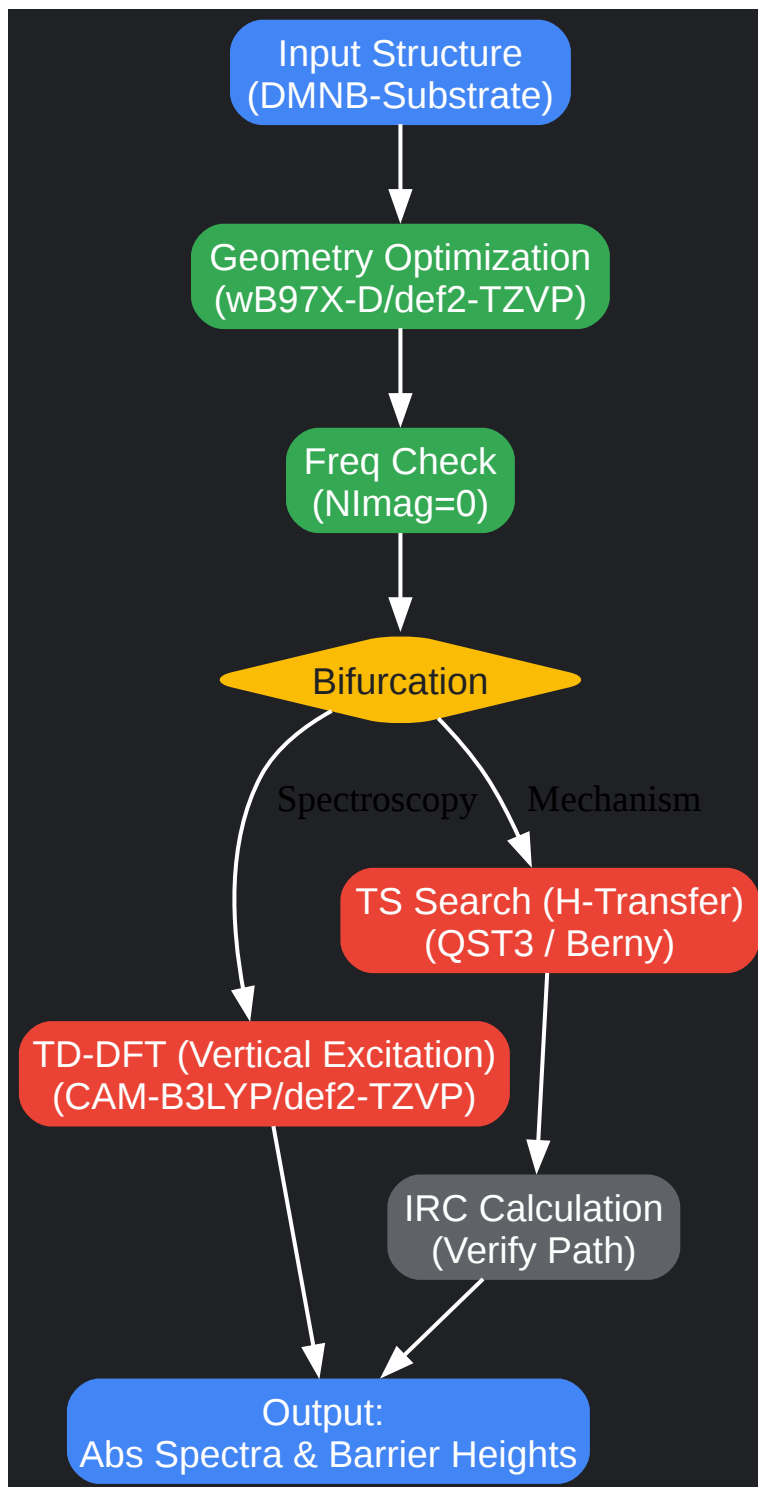 Input Structure
(DMNB-Substrate)
Geometry Optimization
(wB97X-D/def2-TZVP)
Freq Check
(NImag=0)
Bifurcation
Spectroscopy
Mechanism
TS Search (H-Transfer)
(QST3 / Berny)
TD-DFT (Vertical Excitation)
(CAM-B3LYP/def2-TZVP)
IRC Calculation
(Verify Path)
Output:
Abs Spectra & Barrier Heights